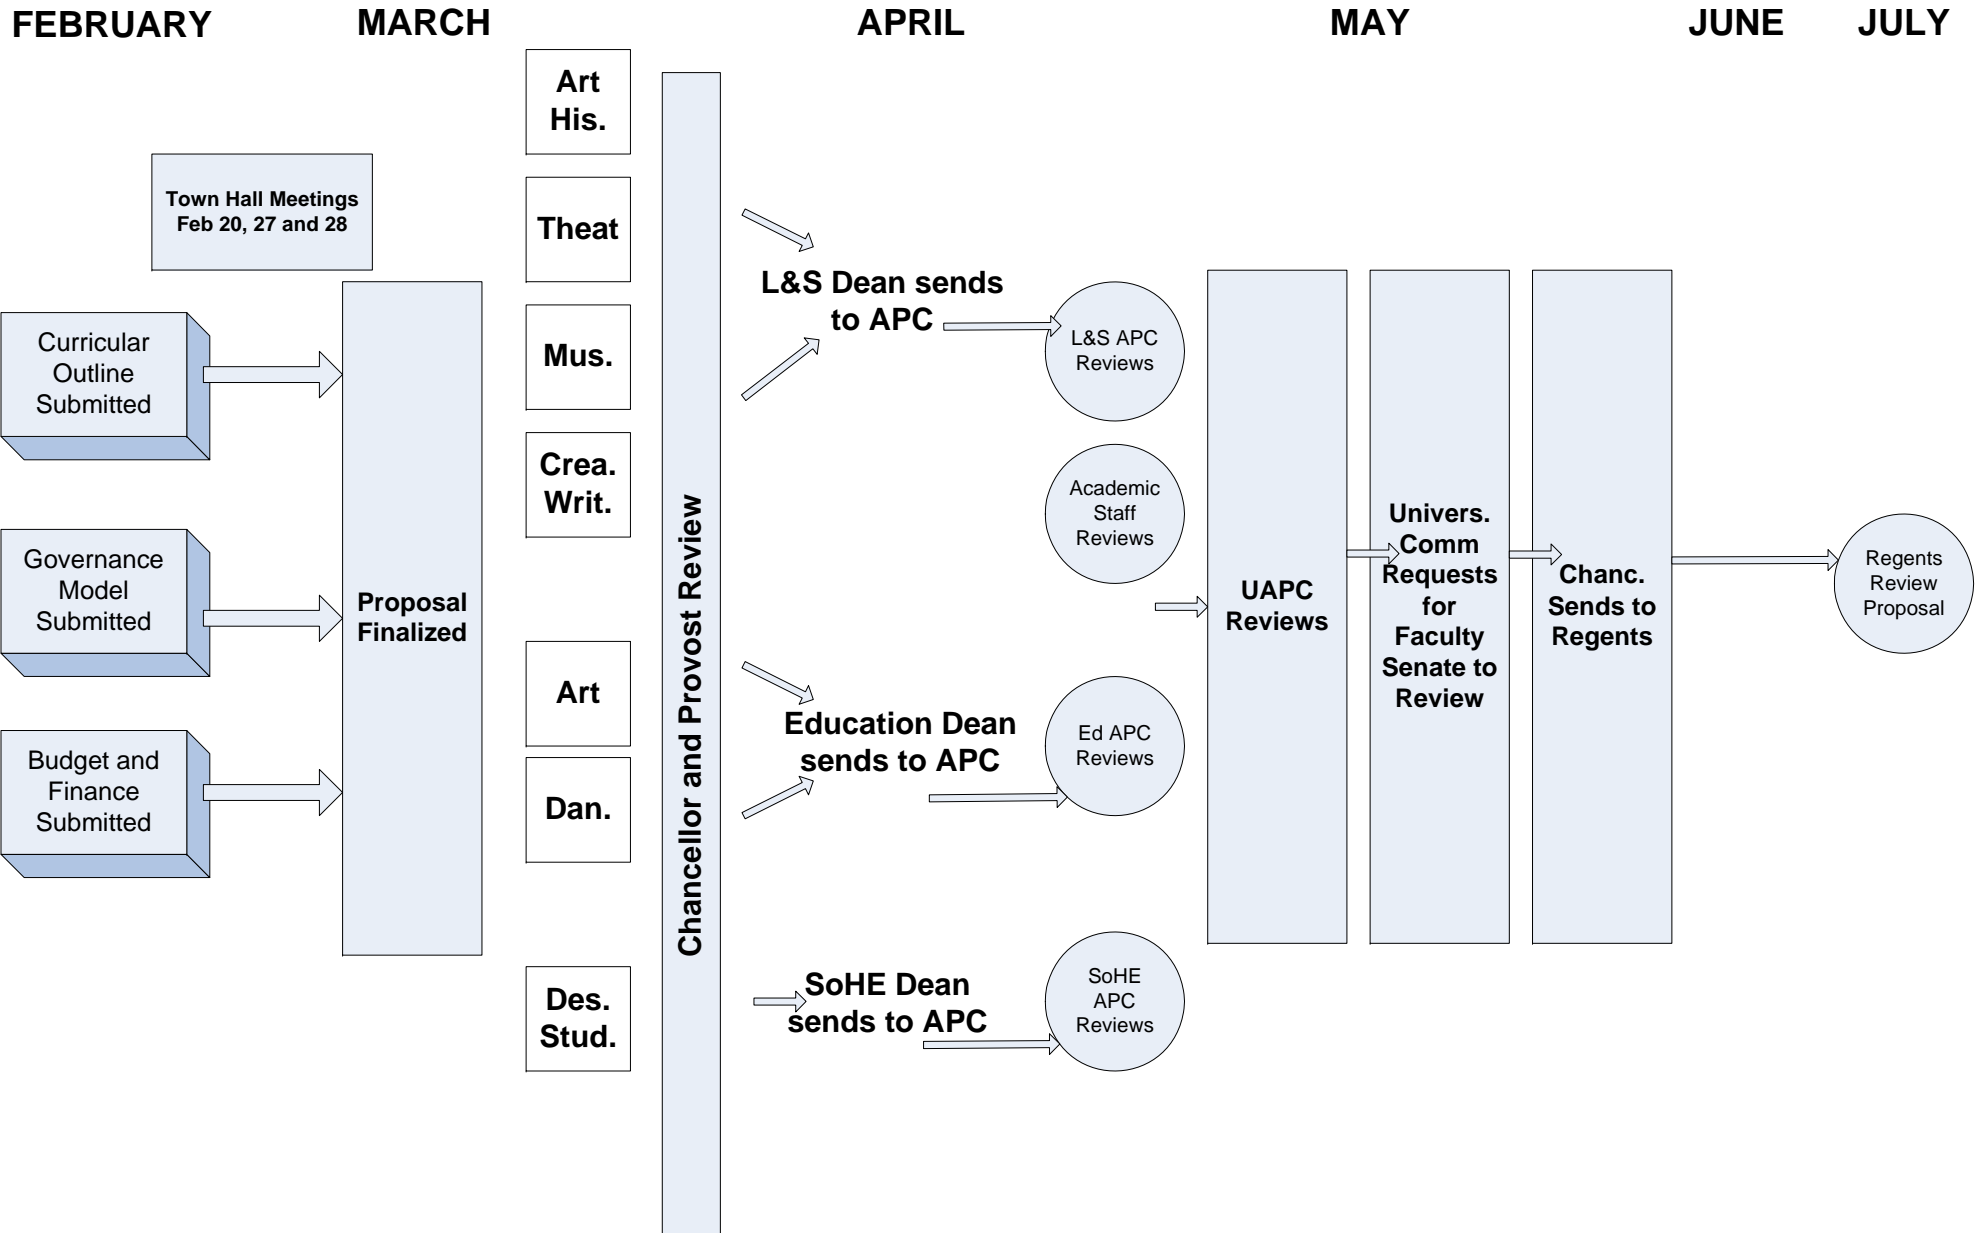 FEBRUARY MARCH APRIL MAY JUNE JULY
Town Hall Meetings
Feb 20, 27 and 28
Curricular
Outline
Submitted
Governance
Model
Submitted
Budget and
Finance
Submitted
Proposal
Finalized
Art
His.
Theat
Mus.
Crea.
Writ.
Art
Dan.
Des.
Stud.
Chancellor and Provost Review
L&S Dean sends
to APC
Education Dean
sends to APC
SoHE Dean
sends to APC
L&S APC
Reviews
Academic
Staff
Reviews
Ed APC
Reviews
SoHE
APC
Reviews
UAPC
Reviews
Univers.
Comm
Requests
for
Faculty
Senate to
Review
Chanc.
Sends to
Regents
Regents
Review
Proposal